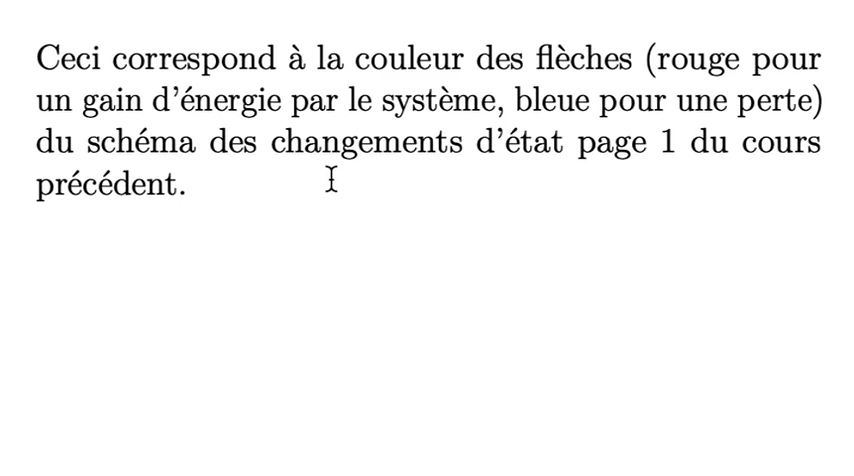 Ceci correspond à la couleur des flèches (rouge pour
un gain d'énergie par le système, bleue pour une perte)
du schéma des changements d'état page 1 du cours
précédent.